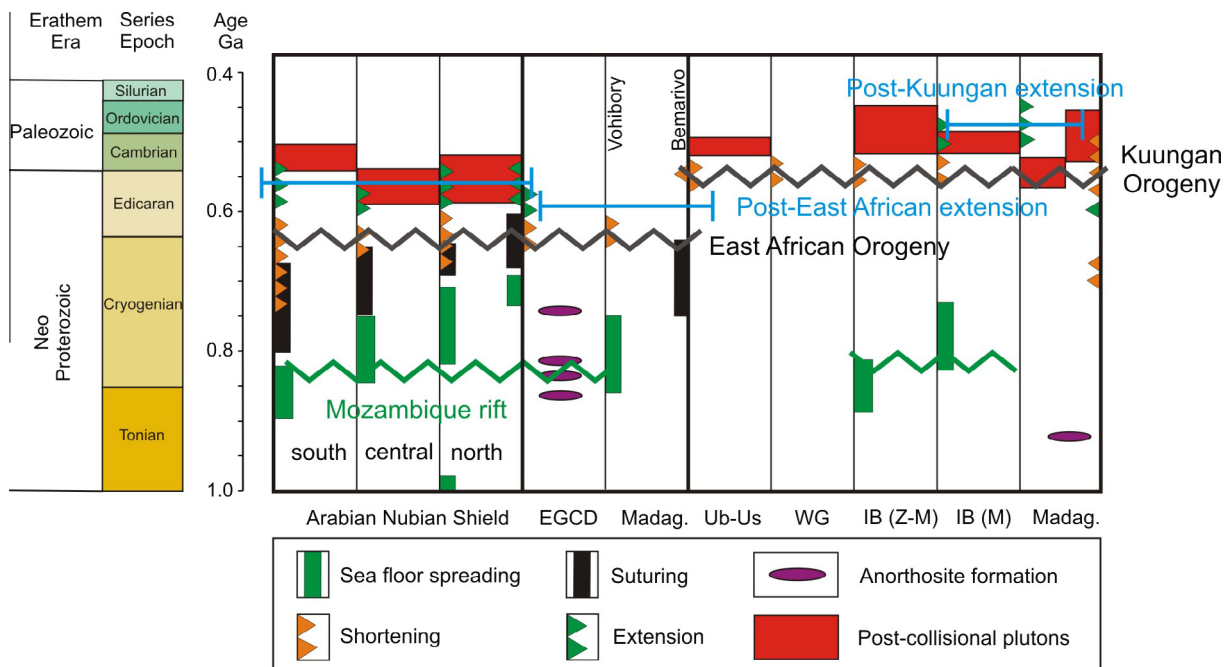 Erathem
Era
Series
Epoch
Age
Ga
0.4
Silurian
Ordovician
Paleozoic
Cambrian
Vohibory
Bemarivo
Post-Kuungan extension
Kuungan
Orogeny
Edicaran
0.6
Post-East African extension
East African Orogeny
Cryogenian
Neo
Proterozoic
0.8
Mozambique rift
Tonian
south
central
north
1.0
Arabian Nubian Shield
EGCD
Madag.
Ub-Us
WG
IB (Z-M)
IB (M)
Madag.
Sea floor spreading
Suturing
Anorthosite formation
Shortening
Extension
Post-collisional plutons